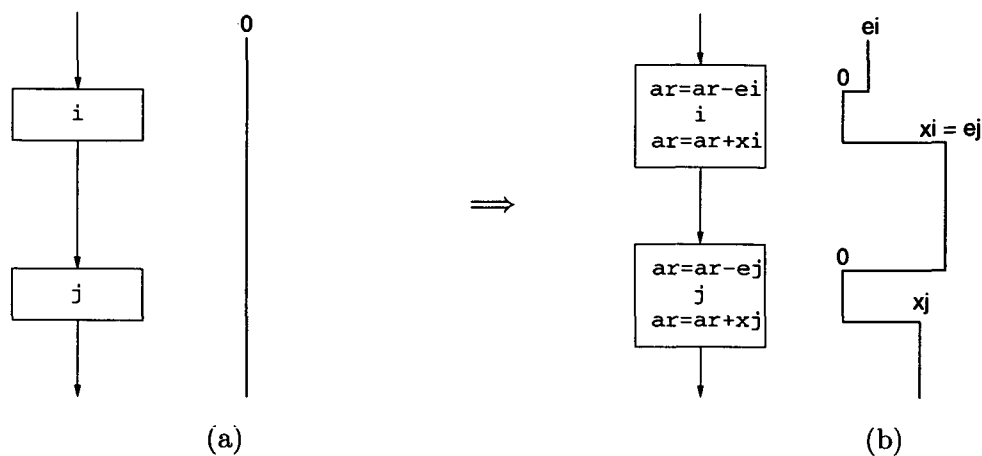 0
i
j
(a)
⟹
ar=ar-ei
i
ar=ar+xi
ar=ar-ej
j
ar=ar+xj
ei
0
xi = ej
0
xj
(b)